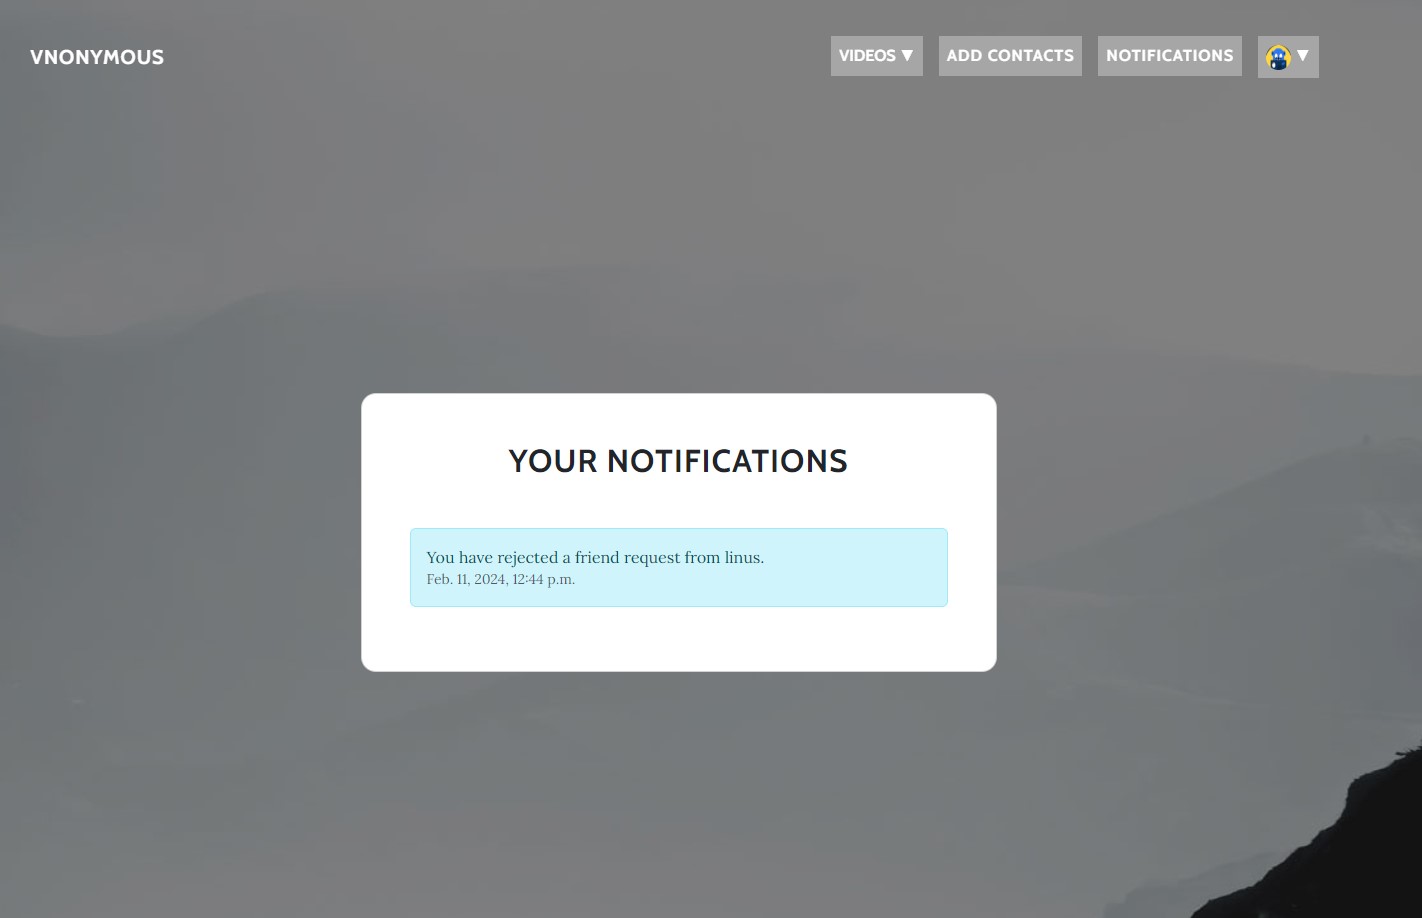 VNONYMOUS
VIDEOS ▼
ADD CONTACTS
NOTIFICATIONS
▼
YOUR NOTIFICATIONS
You have rejected a friend request from linus.
Feb. 11, 2024, 12:44 p.m.